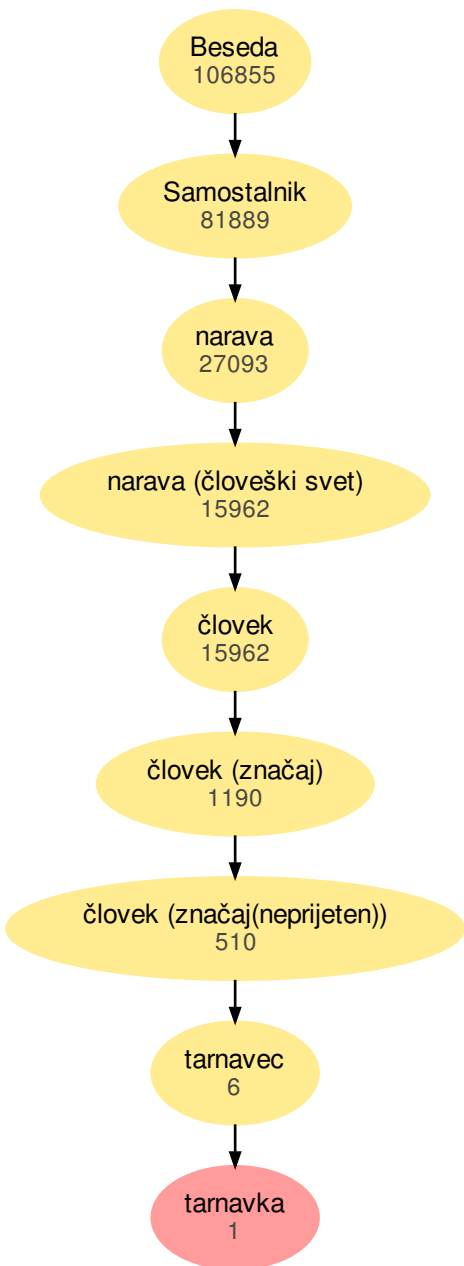 Beseda
106855
Samostalnik
81889
narava
27093
narava (človeški svet)
15962
človek
15962
človek (značaj)
1190
človek (značaj(neprijeten))
510
tarnavec
6
tarnavka
1